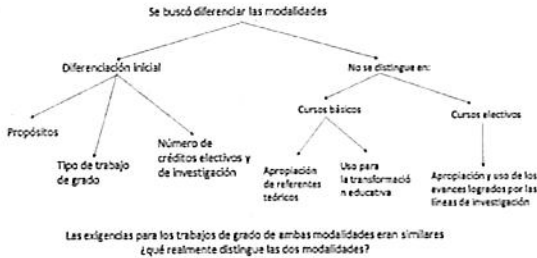 Se buscó diferenciar las modalidades
Diferenciación inicial
No se distingue en:
Propósitos
Tipo de trabajo
de grado
Número de
créditos electivos y
de investigación
Cursos básicos
Cursos electivos
Apropiación
de referentes
teóricos
Uso para
la transformació
n educativa
Apropiación y uso de los
avances logrados por las
líneas de investigación
Las exigencias para los trabajos de grado de ambas modalidades eran similares
¿qué realmente distingue las dos modalidades?